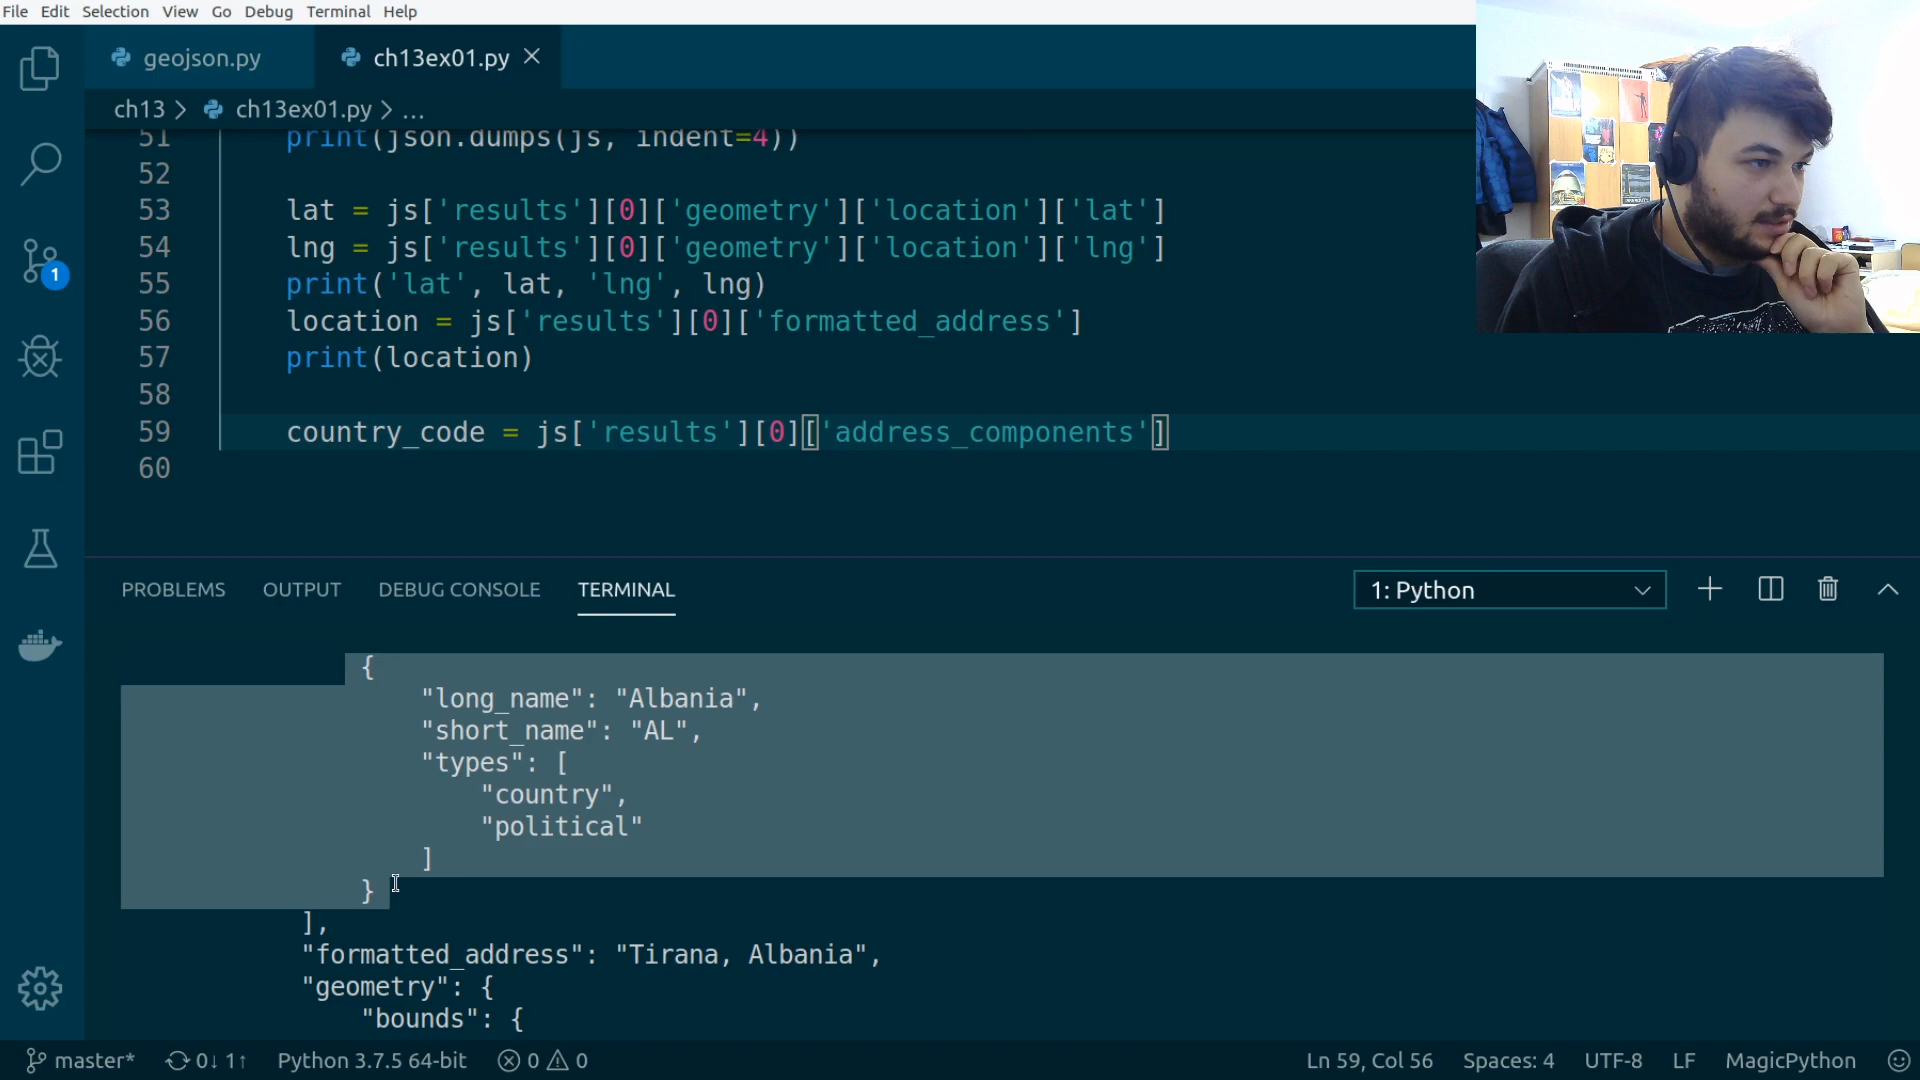 File Edit Selection View Go Debug Terminal Help
geojson.py
ch13ex01.py
ch13 > ch13ex01.py > ...
51 print(json.dumps(js, indent=4))
52
53 lat = js['results'][0]['geometry']['location']['lat']
54 lng = js['results'][0]['geometry']['location']['lng']
55 print('lat', lat, 'lng', lng)
56 location = js['results'][0]['formatted_address']
57 print(location)
58
59 country_code = js['results'][0]['address_components']
60
1
PROBLEMS OUTPUT DEBUG CONSOLE TERMINAL
1: Python
{
"long_name": "Albania",
"short_name": "AL",
"types": [
"country",
"political"
]
}
],
"formatted_address": "Tirana, Albania",
"geometry": {
"bounds": {
master* 0↓ 1↑ Python 3.7.5 64-bit 0 0 Ln 59, Col 56 Spaces: 4 UTF-8 LF MagicPython